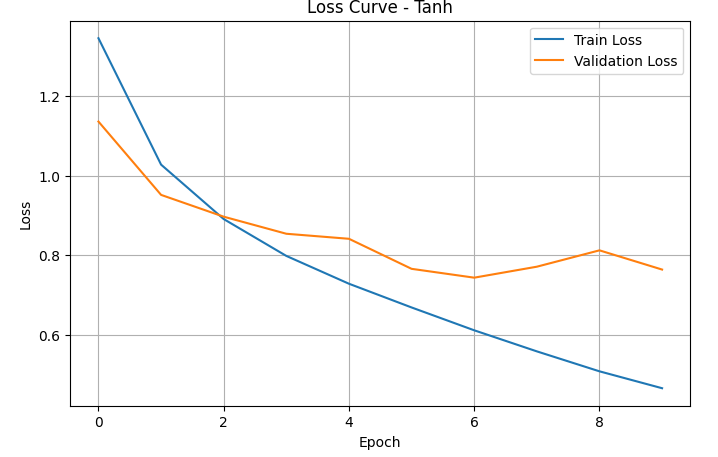 Loss Curve - Tanh
Train Loss
Validation Loss
1.2
1.0
0.8
0.6
Loss
0 2 4 6 8
Epoch